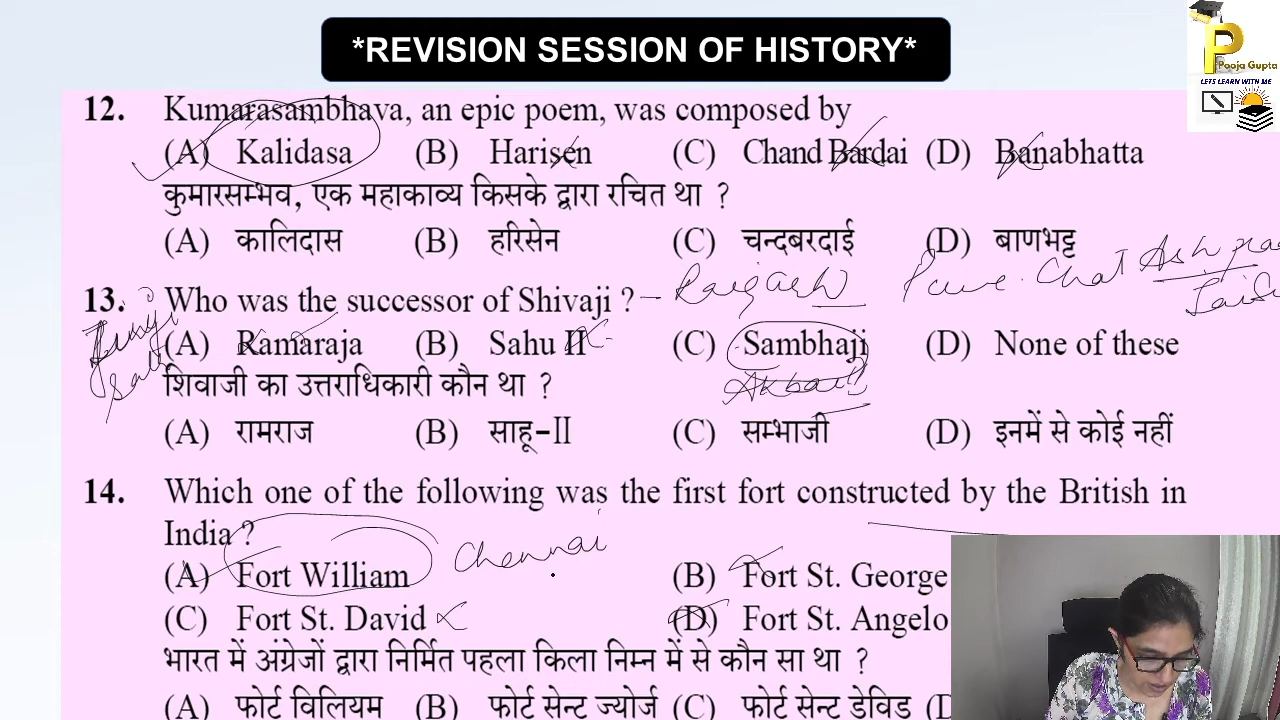 *REVISION SESSION OF HISTORY*
P
Pooja Gupta
LETS LEARN WITH ME
12. Kumarasambhava, an epic poem, was composed by
(A) Kalidasa (B) Harisen (C) Chand Bardai (D) Banabhatta
कुमारसम्भव, एक महाकाव्य किसके द्वारा रचित था ?
(A) कालिदास (B) हरिसेन (C) चन्दबरदाई (D) बाणभट्ट
13. Who was the successor of Shivaji ?
(A) Ramaraja (B) Sahu II (C) Sambhaji (D) None of these
शिवाजी का उत्तराधिकारी कौन था ?
(A) रामराज (B) साहू-II (C) सम्भाजी (D) इनमें से कोई नहीं
14. Which one of the following was the first fort constructed by the British in
India ?
Chennai
(A) Fort William (B) Fort St. George
(C) Fort St. David (D) Fort St. Angelo
भारत में अंग्रेजों द्वारा निर्मित पहला किला निम्न में से कौन सा था ?
(A) फोर्ट विलियम (B) फोर्ट सेन्ट ज्योर्ज (C) फोर्ट सेन्ट डेविड (D